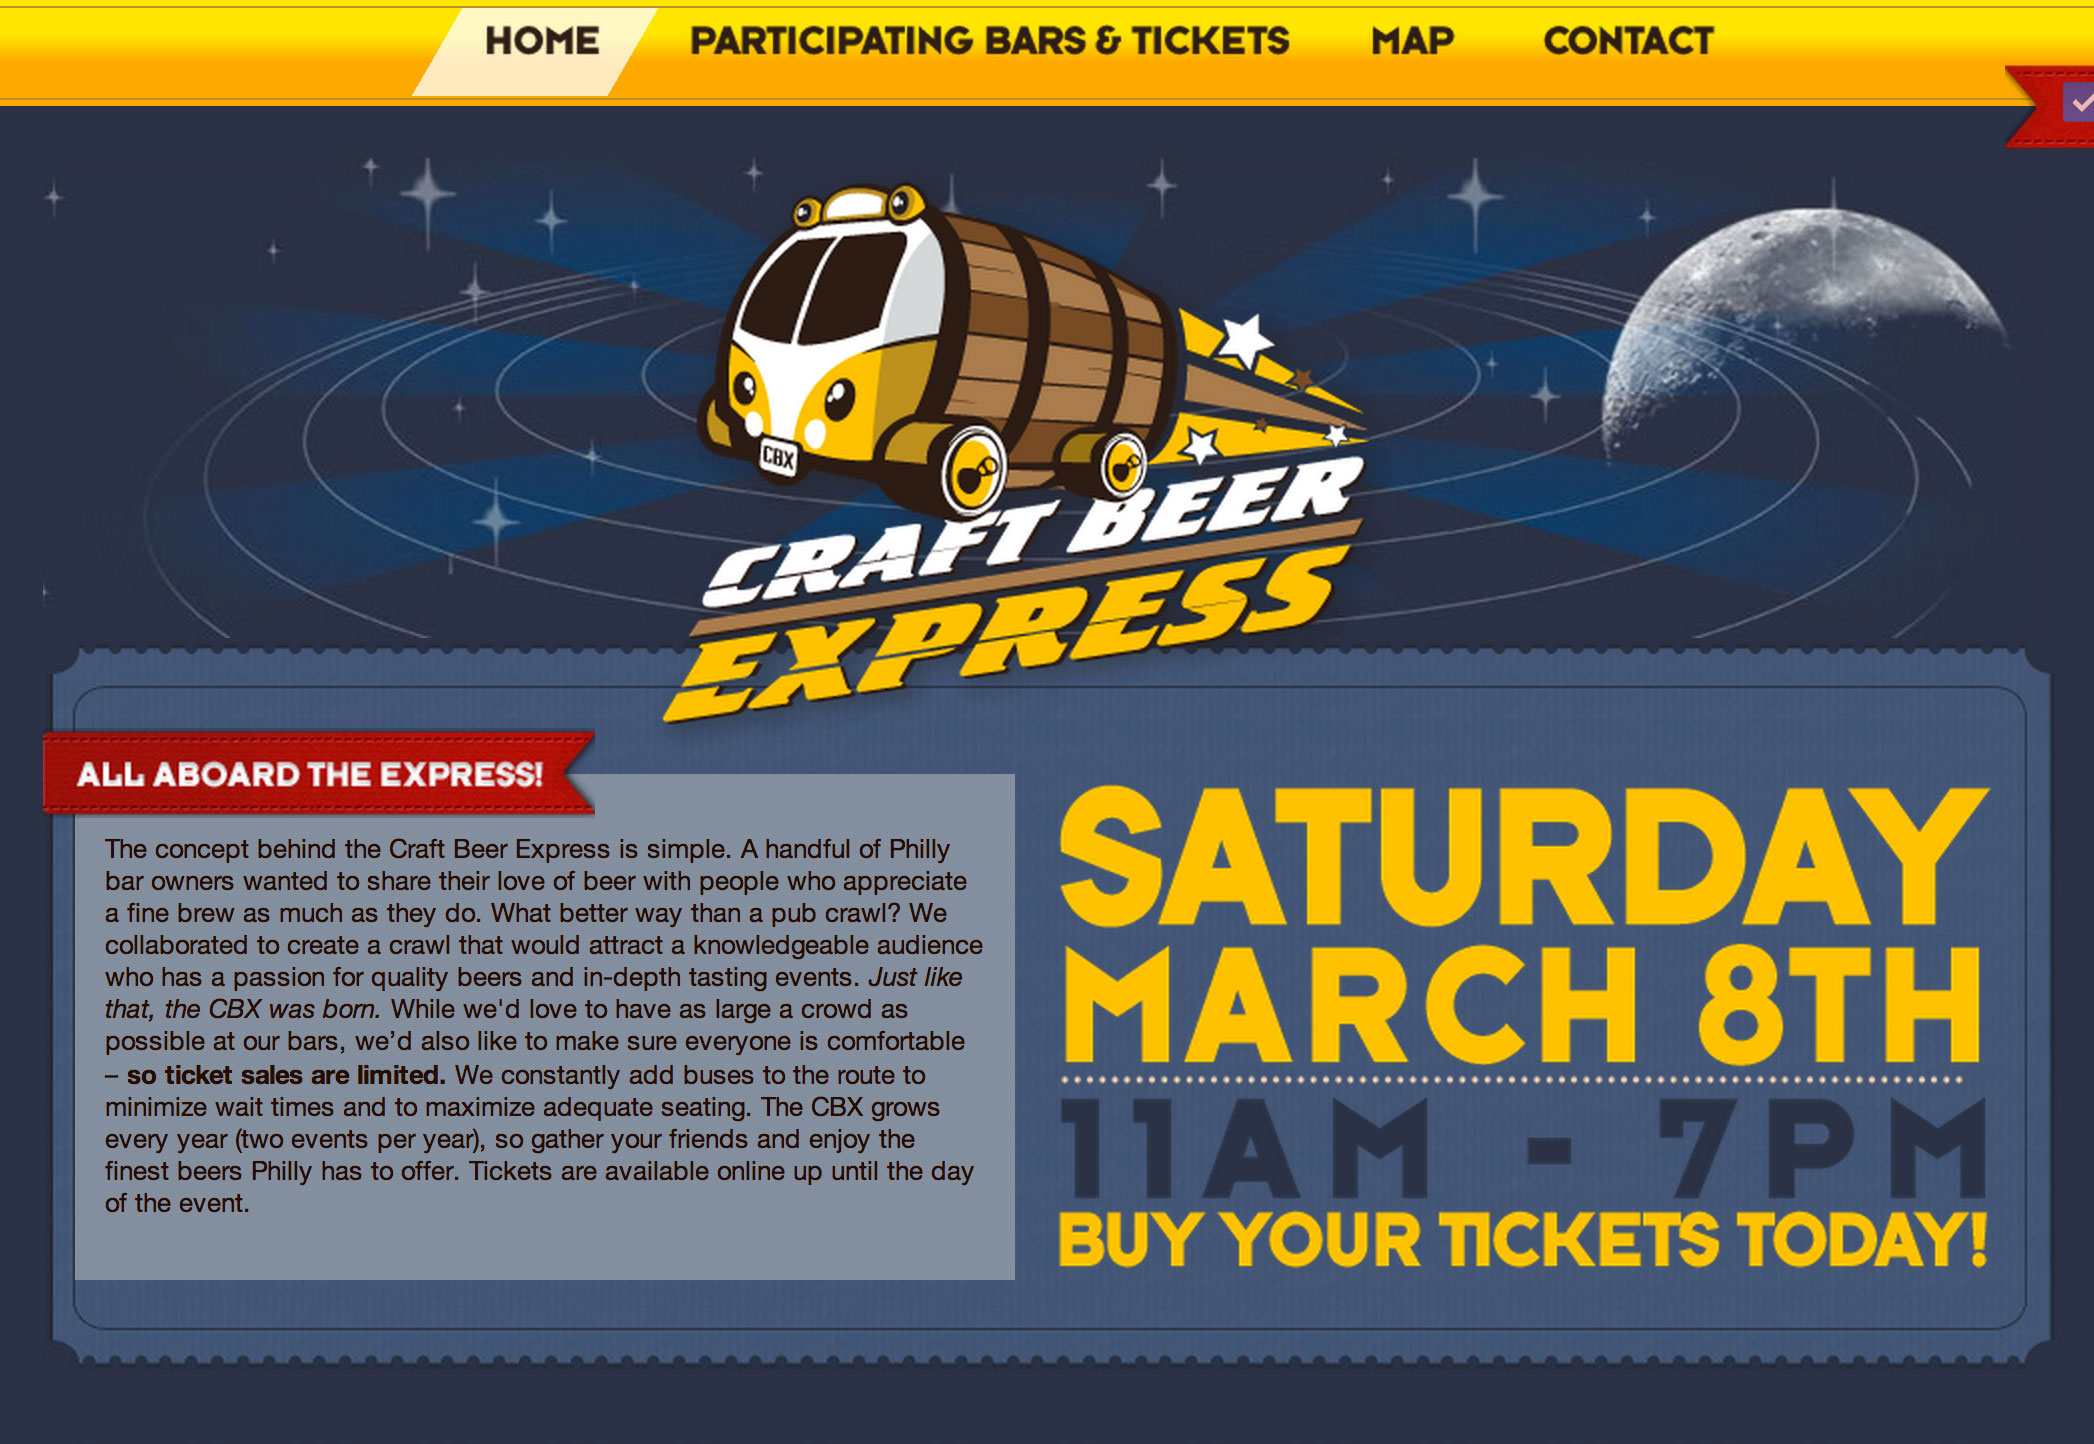 HOME PARTICIPATING BARS & TICKETS MAP CONTACT
CBX
CRAFT BEER
EXPRESS
ALL ABOARD THE EXPRESS!
The concept behind the Craft Beer Express is simple. A handful of Philly
bar owners wanted to share their love of beer with people who appreciate
a fine brew as much as they do. What better way than a pub crawl? We
collaborated to create a crawl that would attract a knowledgeable audience
who has a passion for quality beers and in-depth tasting events. Just like
that, the CBX was born. While we'd love to have as large a crowd as
possible at our bars, we’d also like to make sure everyone is comfortable
– so ticket sales are limited. We constantly add buses to the route to
minimize wait times and to maximize adequate seating. The CBX grows
every year (two events per year), so gather your friends and enjoy the
finest beers Philly has to offer. Tickets are available online up until the day
of the event.
SATURDAY
MARCH 8TH
11AM - 7PM
BUY YOUR TICKETS TODAY!